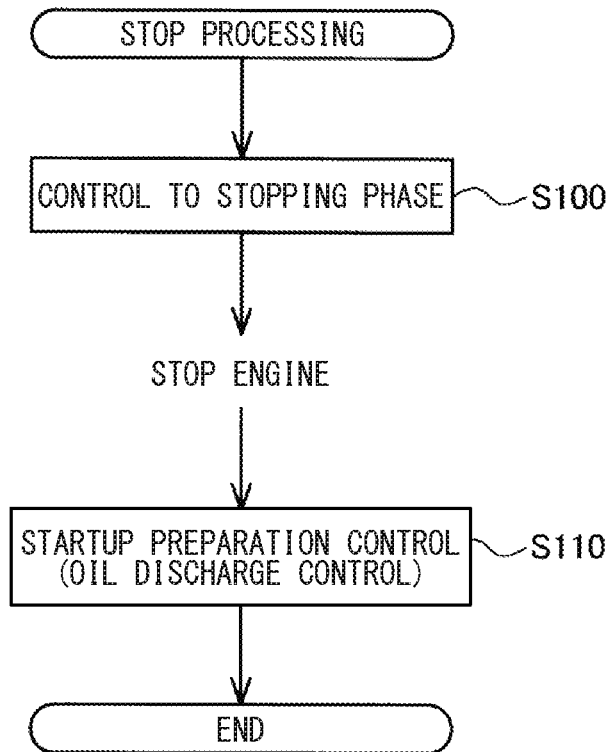 STOP PROCESSING
CONTROL TO STOPPING PHASE
S100
STOP ENGINE
STARTUP PREPARATION CONTROL
(OIL DISCHARGE CONTROL)
S110
END